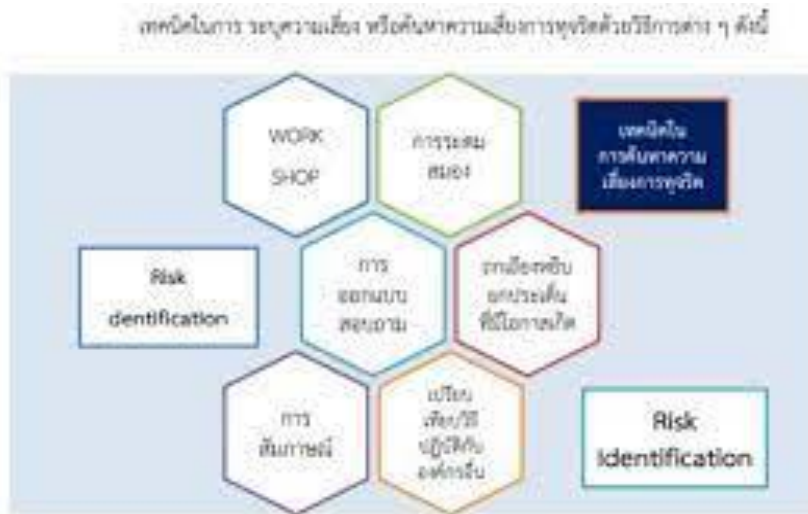 เทคนิคในการ ระบุความเสี่ยง หรือค้นหาความเสี่ยงการทุจริตด้วยวิธีการต่าง ๆ ดังนี้
WORK
SHOP
การระดม
สมอง
เทคนิคใน
การค้นหาความ
เสี่ยงการทุจริต
Risk
dentification
การ
ออกแบบ
สอบถาม
ถกเถียงหยิบ
ยกประเด็น
ที่มีโอกาสเกิด
การ
สัมภาษณ์
เปรียบ
เทียบวิธี
ปฏิบัติกับ
องค์กรอื่น
Risk
Identification